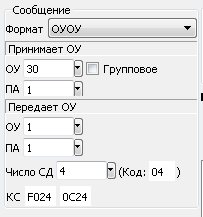 Сообщение
Формат ОУОУ
Принимает ОУ
ОУ 30 Групповое
ПА 1
Передает ОУ
ОУ 1
ПА 1
Число СД 4 (Код: 04 )
КС F024 0C24